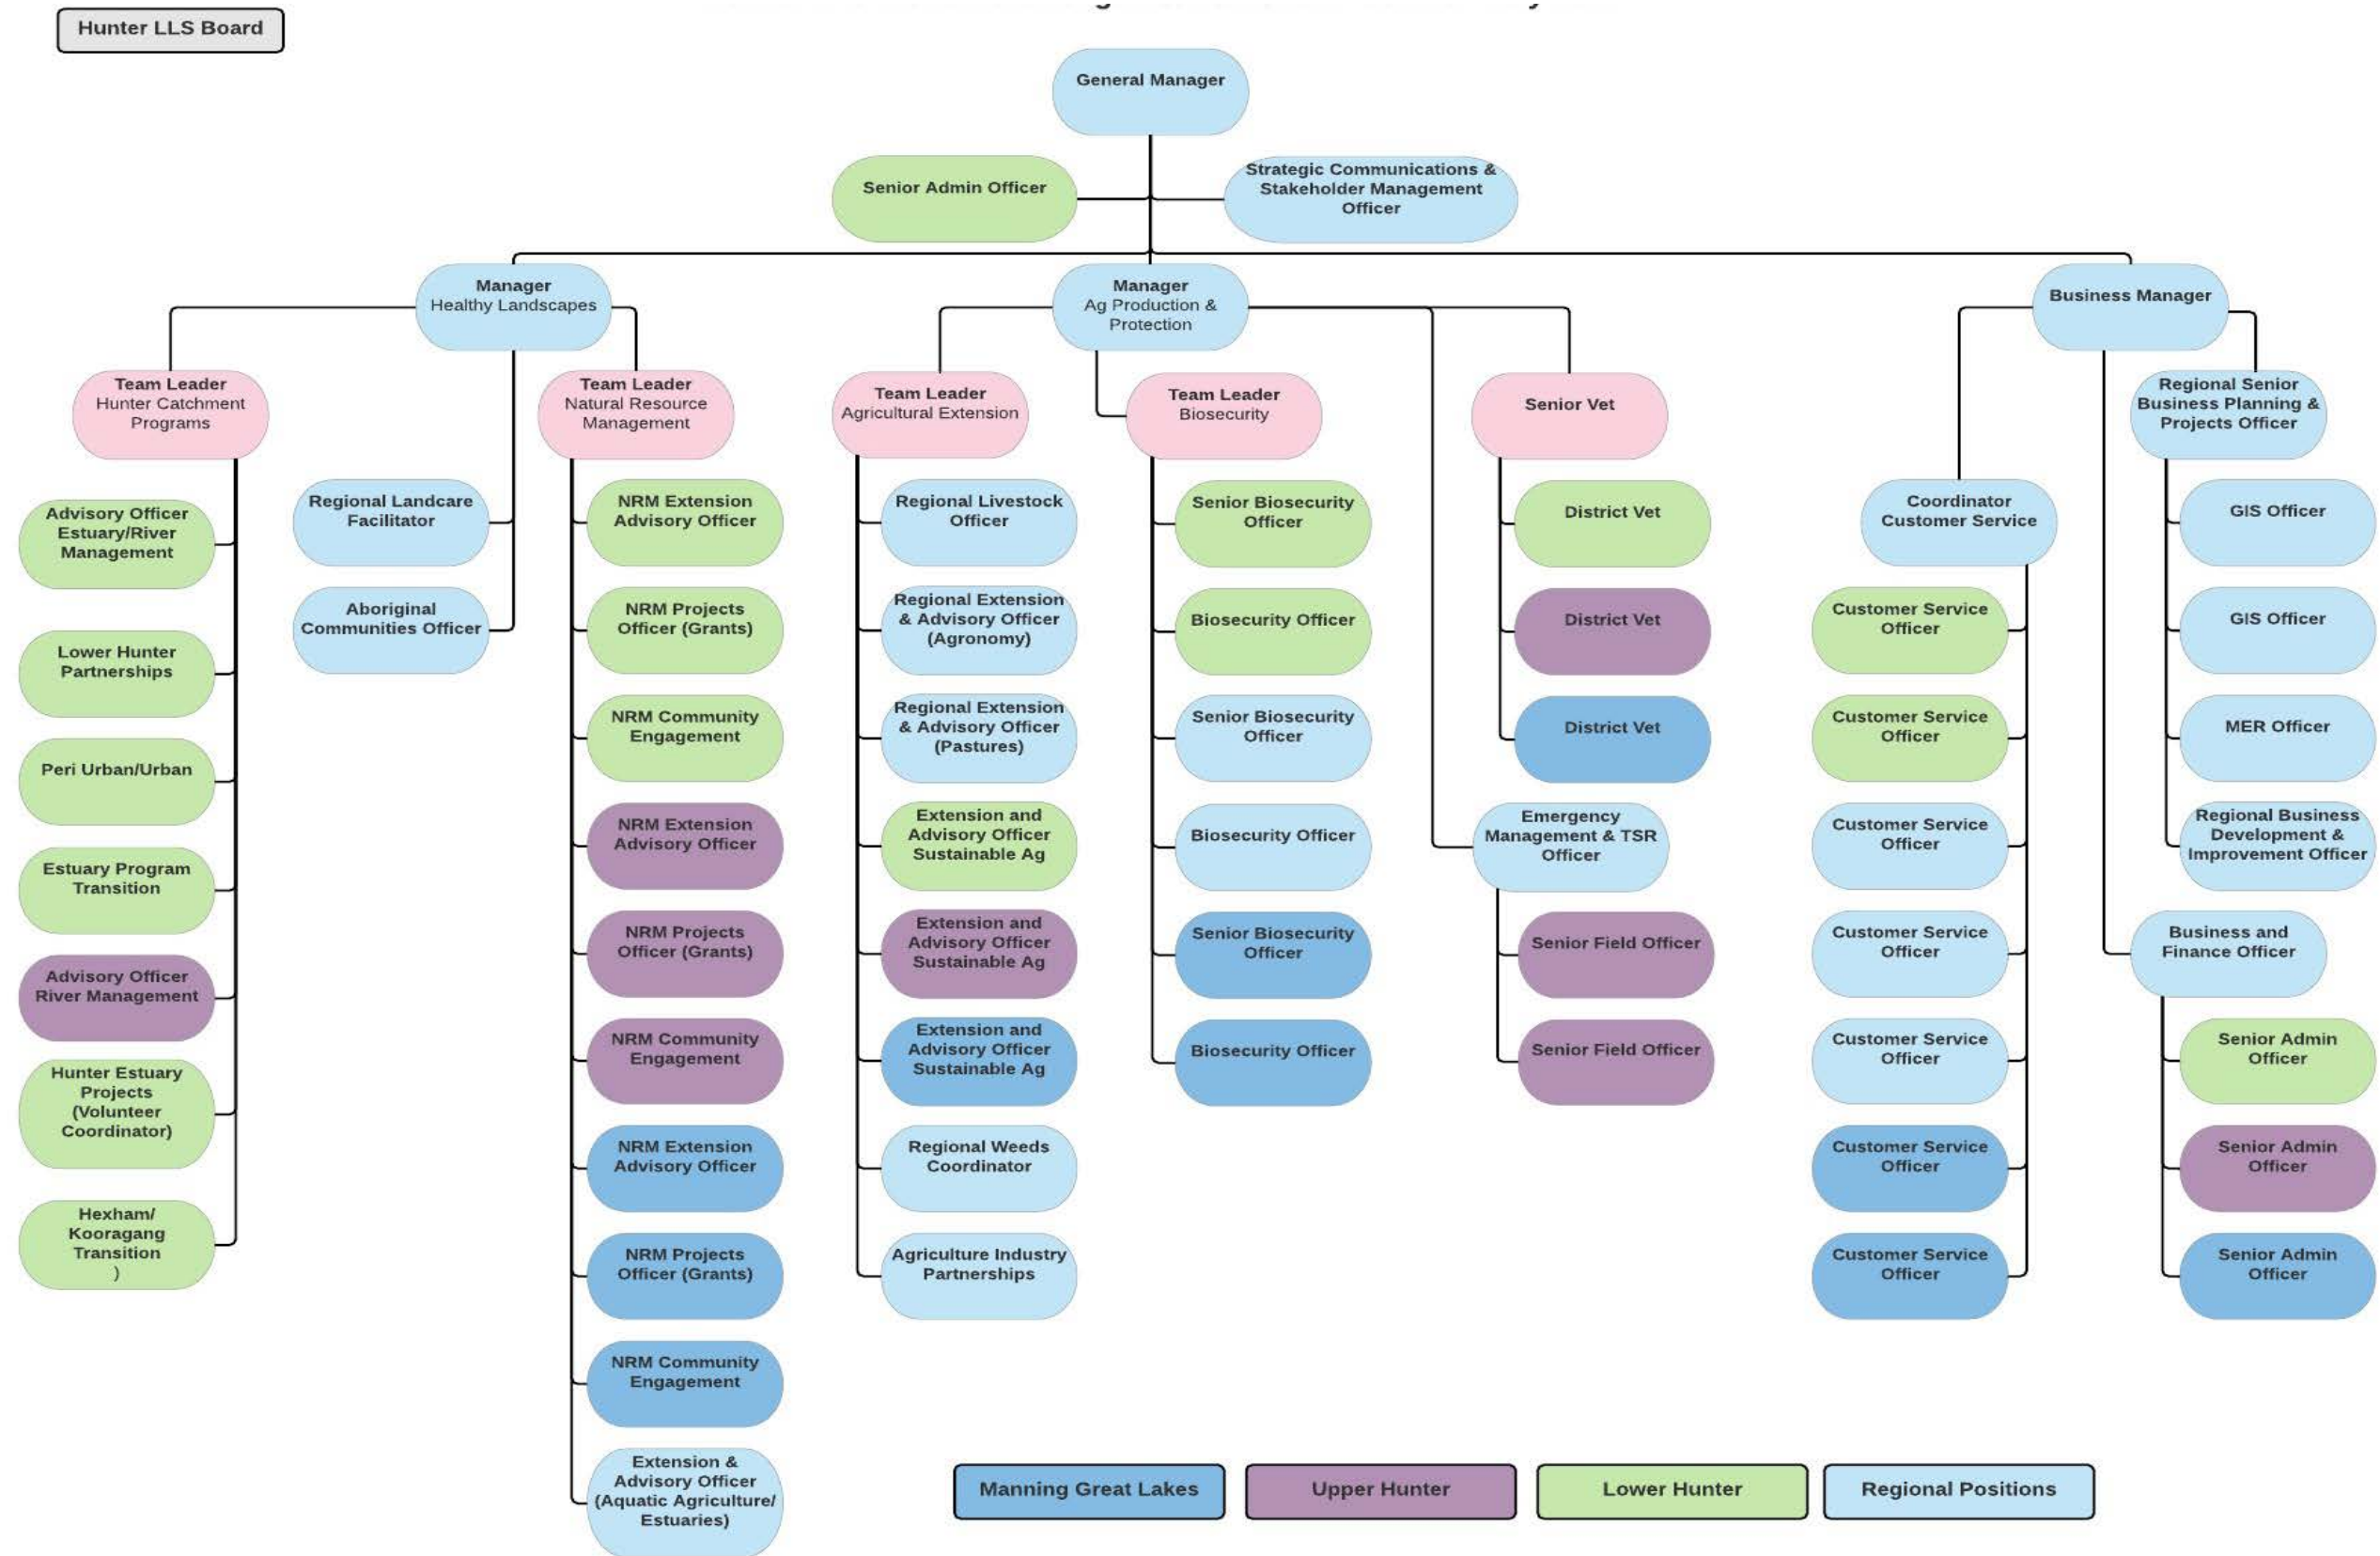 Hunter LLS Board
General Manager
Senior Admin Officer
Strategic Communications &
Stakeholder Management
Officer
Manager
Healthy Landscapes
Manager
Ag Production &
Protection
Business Manager
Team Leader
Hunter Catchment
Programs
Advisory Officer
Estuary/River
Management
Lower Hunter
Partnerships
Peri Urban/Urban
Estuary Program
Transition
Advisory Officer
River Management
Hunter Estuary
Projects
(Volunteer
Coordinator)
Hexham/
Kooragang
Transition
)
Regional Landcare
Facilitator
Aboriginal
Communities Officer
Team Leader
Natural Resource
Management
NRM Extension
Advisory Officer
NRM Projects
Officer (Grants)
NRM Community
Engagement
NRM Extension
Advisory Officer
NRM Projects
Officer (Grants)
NRM Community
Engagement
NRM Extension
Advisory Officer
NRM Projects
Officer (Grants)
NRM Community
Engagement
Extension &
Advisory Officer
(Aquatic Agriculture/
Estuaries)
Team Leader
Agricultural Extension
Regional Livestock
Officer
Regional Extension
& Advisory Officer
(Agronomy)
Regional Extension
& Advisory Officer
(Pastures)
Extension and
Advisory Officer
Sustainable Ag
Extension and
Advisory Officer
Sustainable Ag
Extension and
Advisory Officer
Sustainable Ag
Regional Weeds
Coordinator
Agriculture Industry
Partnerships
Team Leader
Biosecurity
Senior Biosecurity
Officer
Biosecurity Officer
Senior Biosecurity
Officer
Biosecurity Officer
Senior Biosecurity
Officer
Biosecurity Officer
Senior Vet
District Vet
District Vet
District Vet
Emergency
Management & TSR
Officer
Senior Field Officer
Senior Field Officer
Coordinator
Customer Service
Customer Service
Officer
Customer Service
Officer
Customer Service
Officer
Customer Service
Officer
Customer Service
Officer
Customer Service
Officer
Customer Service
Officer
Regional Senior
Business Planning &
Projects Officer
GIS Officer
GIS Officer
MER Officer
Regional Business
Development &
Improvement Officer
Business and
Finance Officer
Senior Admin
Officer
Senior Admin
Officer
Senior Admin
Officer
Manning Great Lakes
Upper Hunter
Lower Hunter
Regional Positions